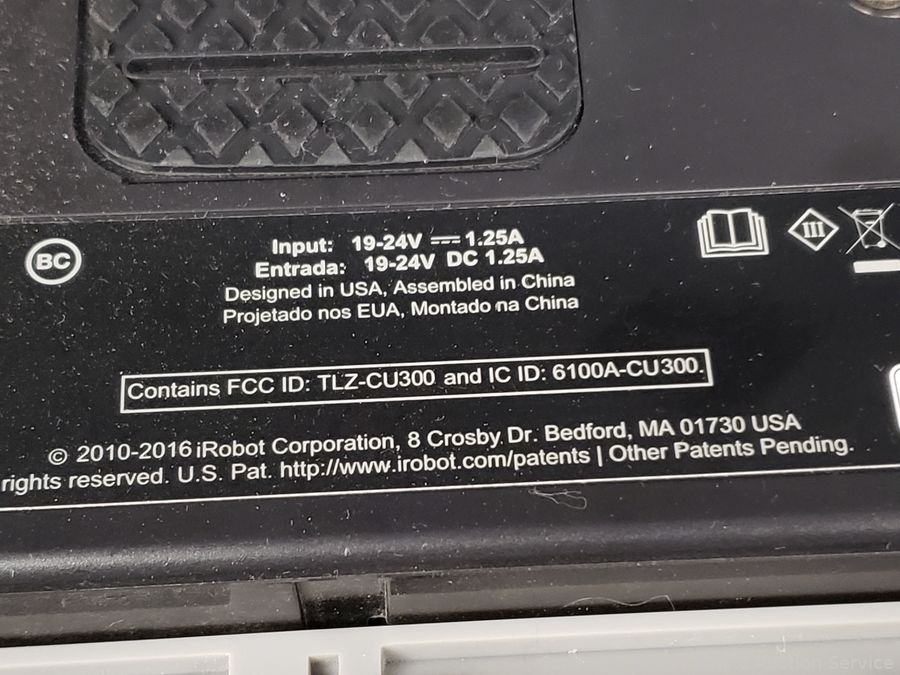 BC
Input: 19-24V 1.25A
Entrada: 19-24V DC 1.25A
Designed in USA, Assembled in China
Projetado nos EUA, Montado na China
III
Contains FCC ID: TLZ-CU300 and IC ID: 6100A-CU300.
© 2010-2016 iRobot Corporation, 8 Crosby Dr. Bedford, MA 01730 USA
rights reserved. U.S. Pat. http://www.irobot.com/patents | Other Patents Pending.
Service